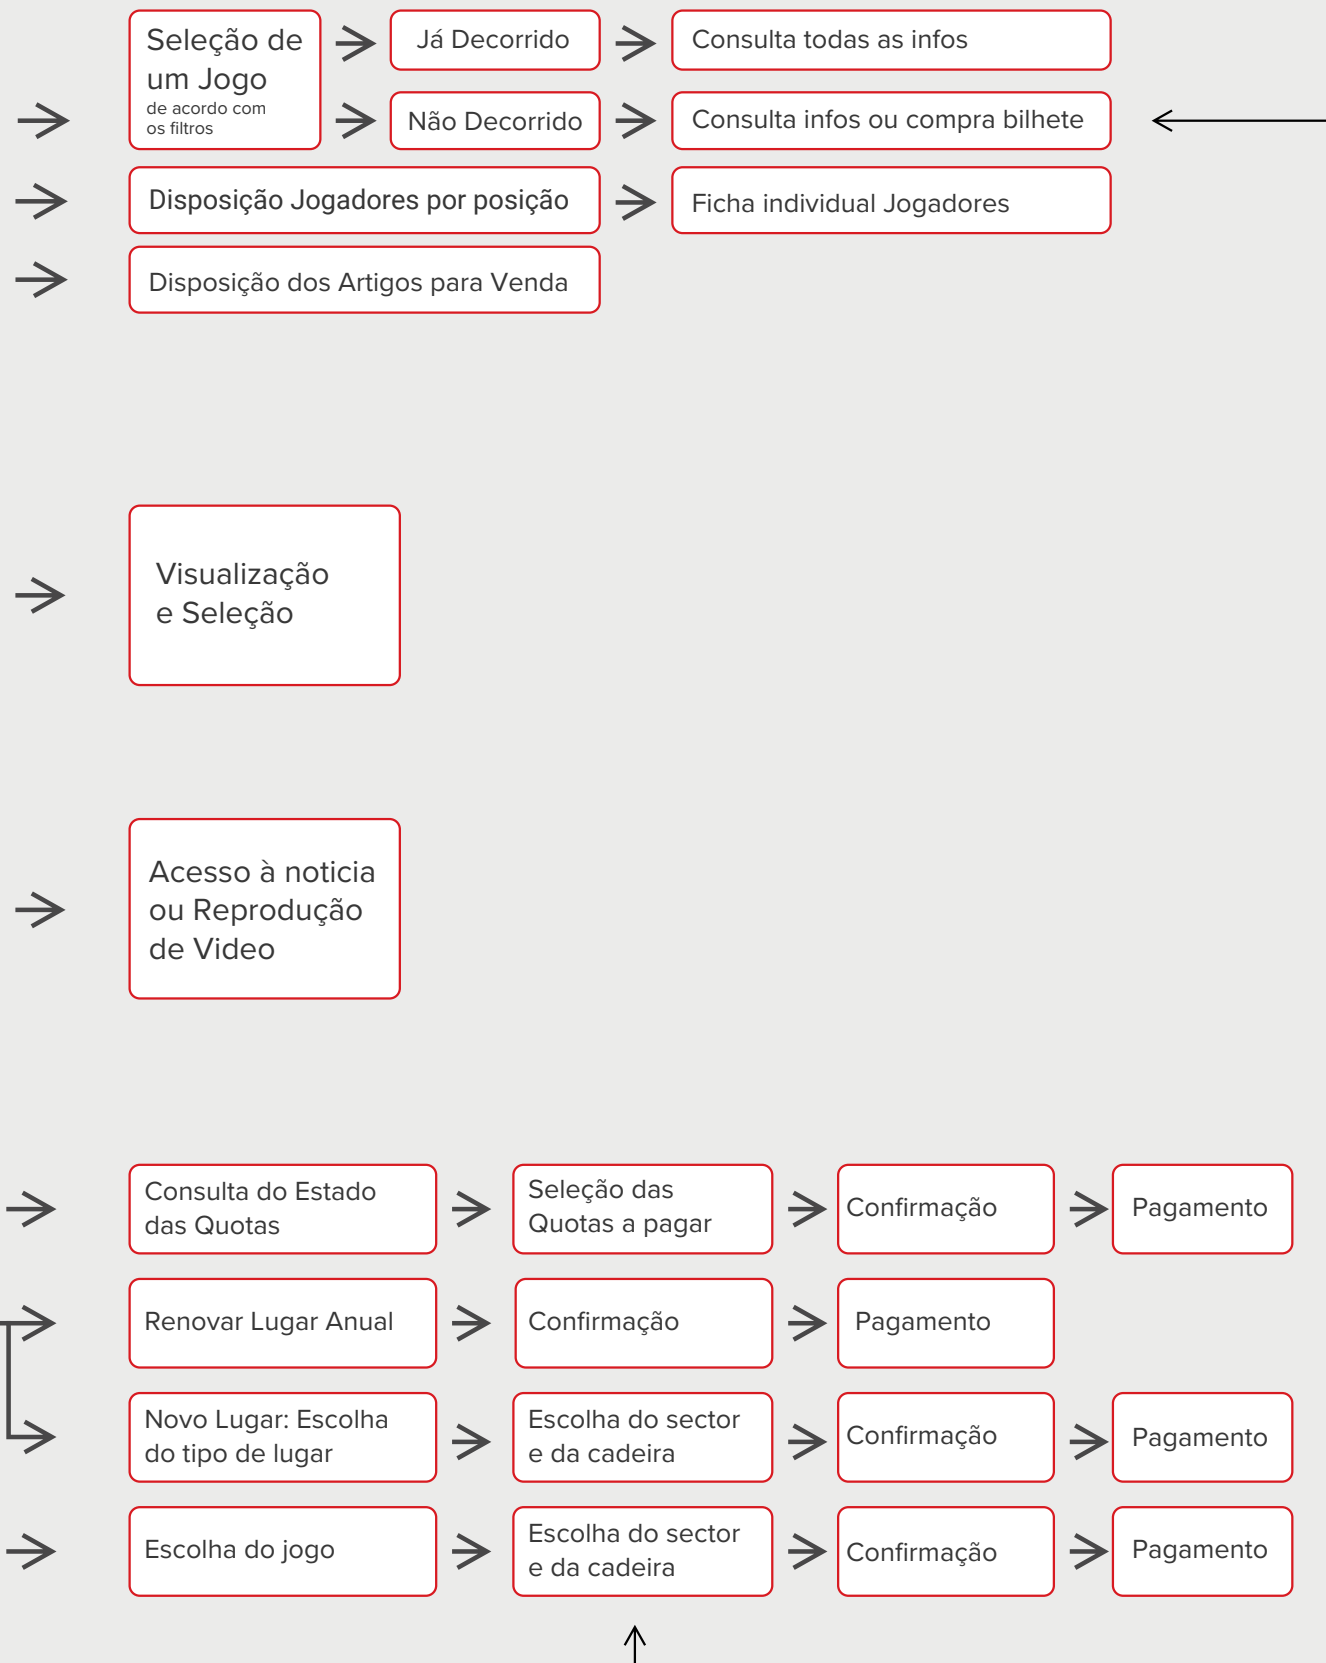 Seleção de
um Jogo
de acordo com
os filtros
Já Decorrido
Consulta todas as infos
Não Decorrido
Consulta infos ou compra bilhete
Disposição Jogadores por posição
Ficha individual Jogadores
Disposição dos Artigos para Venda
Visualização
e Seleção
Acesso à noticia
ou Reprodução
de Video
Consulta do Estado
das Quotas
Seleção das
Quotas a pagar
Confirmação
Pagamento
Renovar Lugar Anual
Confirmação
Pagamento
Novo Lugar: Escolha
do tipo de lugar
Escolha do sector
e da cadeira
Confirmação
Pagamento
Escolha do jogo
Escolha do sector
e da cadeira
Confirmação
Pagamento